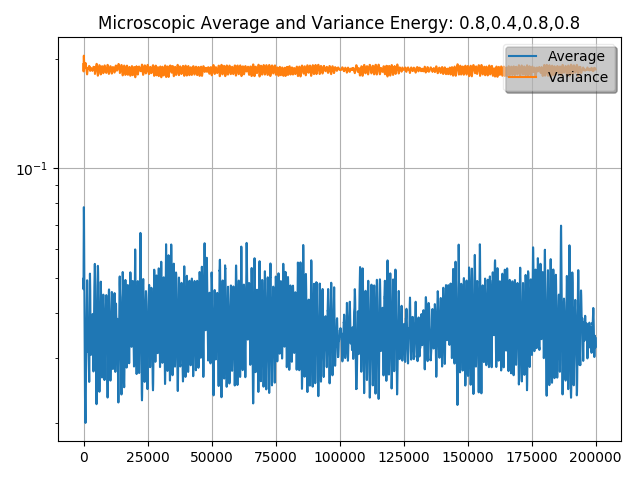 Microscopic Average and Variance Energy: 0.8,0.4,0.8,0.8
Average
Variance
10⁻¹
0 25000 50000 75000 100000 125000 150000 175000 200000